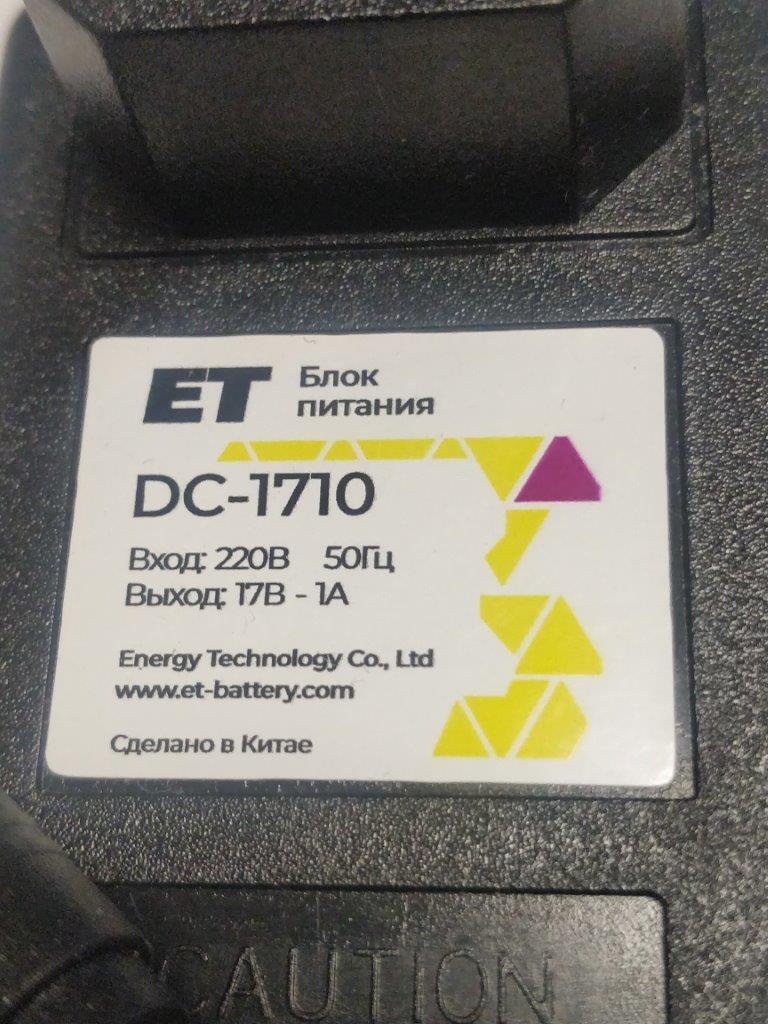 ET
Блок
питания
DC-1710
Вход: 220В 50Гц
Выход: 17В - 1А
Energy Technology Co., Ltd
www.et-battery.com
Сделано в Китае
CAUTION